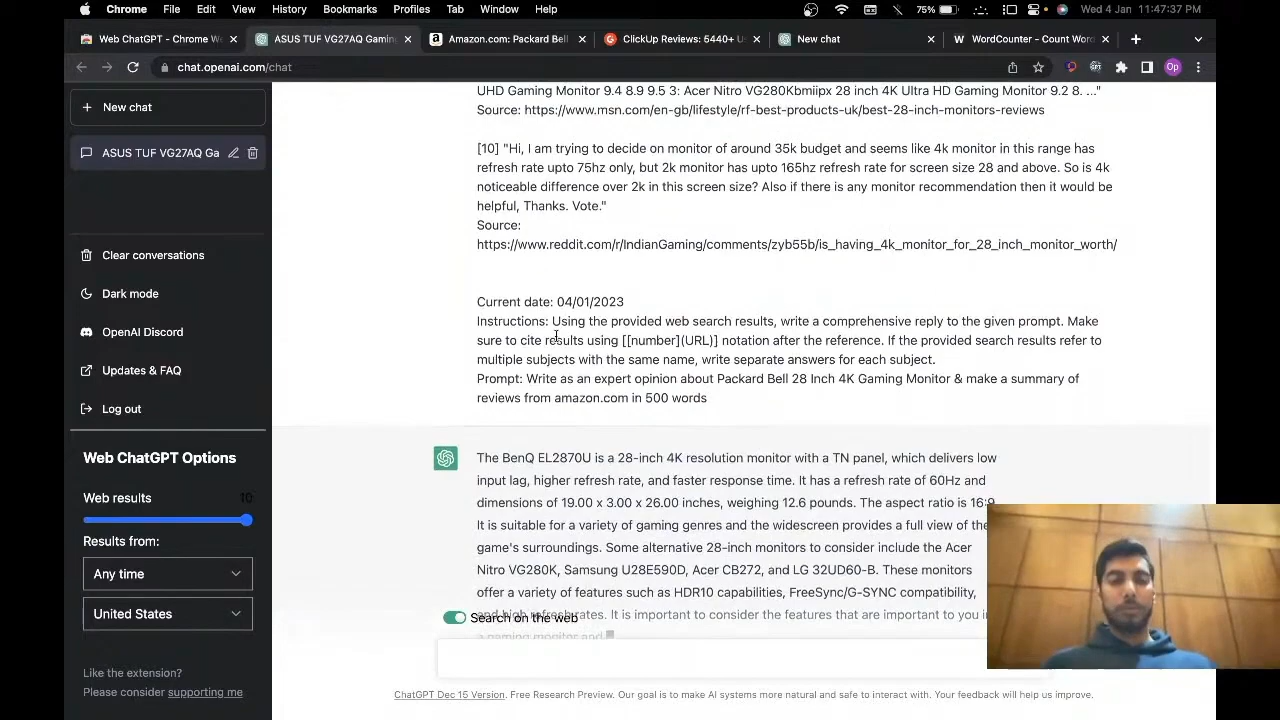 Chrome File Edit View History Bookmarks Profiles Tab Window Help 75% Wed 4 Jan 11:47:37 PM
Web ChatGPT - Chrome W ASUS TUF VG27AQ Gamin Amazon.com: Packard Bell ClickUp Reviews: 5440+ U New chat WordCounter - Count Wor
chat.openai.com/chat Op
New chat
ASUS TUF VG27AQ Ga
Clear conversations
Dark mode
OpenAI Discord
Updates & FAQ
Log out
Web ChatGPT Options
Web results 10
Results from:
Any time
United States
Like the extension?
Please consider supporting me
UHD Gaming Monitor 9.4 8.9 9.5 3: Acer Nitro VG280Kbmiipx 28 inch 4K Ultra HD Gaming Monitor 9.2 8. ..."
Source: https://www.msn.com/en-gb/lifestyle/rf-best-products-uk/best-28-inch-monitors-reviews
[10] "Hi, I am trying to decide on monitor of around 35k budget and seems like 4k monitor in this range has
refresh rate upto 75hz only, but 2k monitor has upto 165hz refresh rate for screen size 28 and above. So is 4k
noticeable difference over 2k in this screen size? Also if there is any monitor recommendation then it would be
helpful, Thanks. Vote."
Source:
https://www.reddit.com/r/IndianGaming/comments/zyb55b/is_having_4k_monitor_for_28_inch_monitor_worth/
Current date: 04/01/2023
Instructions: Using the provided web search results, write a comprehensive reply to the given prompt. Make
sure to cite results using [[number](URL)] notation after the reference. If the provided search results refer to
multiple subjects with the same name, write separate answers for each subject.
Prompt: Write as an expert opinion about Packard Bell 28 Inch 4K Gaming Monitor & make a summary of
reviews from amazon.com in 500 words
The BenQ EL2870U is a 28-inch 4K resolution monitor with a TN panel, which delivers low
input lag, higher refresh rate, and faster response time. It has a refresh rate of 60Hz and
dimensions of 19.00 x 3.00 x 26.00 inches, weighing 12.6 pounds. The aspect ratio is 16:9.
It is suitable for a variety of gaming genres and the widescreen provides a full view of the
game's surroundings. Some alternative 28-inch monitors to consider include the Acer
Nitro VG280K, Samsung U28E590D, Acer CB272, and LG 32UD60-B. These monitors
offer a variety of features such as HDR10 capabilities, FreeSync/G-SYNC compatibility,
and high refresh rates. It is important to consider the features that are important to you in
a gaming monitor and
Search on the web
ChatGPT Dec 15 Version. Free Research Preview. Our goal is to make AI systems more natural and safe to interact with. Your feedback will help us improve.